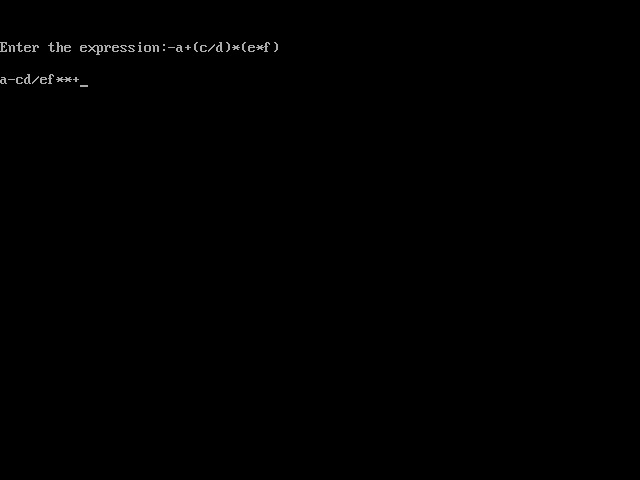 Enter the expression:-a+(c/d)*(e*f)
a-cd/ef**+_